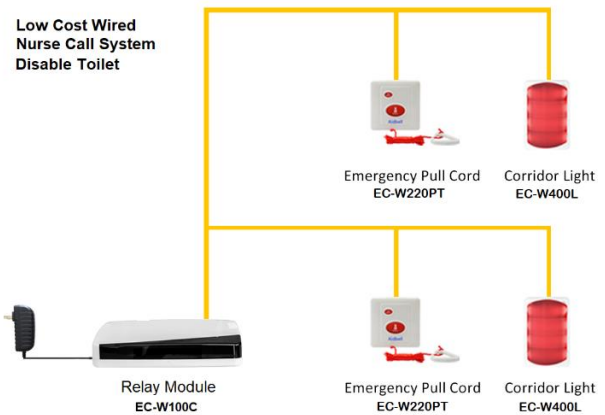 Low Cost Wired
Nurse Call System
Disable Toilet
Emergency Pull Cord
EC-W220PT
Corridor Light
EC-W400L
Relay Module
EC-W100C
Emergency Pull Cord
EC-W220PT
Corridor Light
EC-W400L